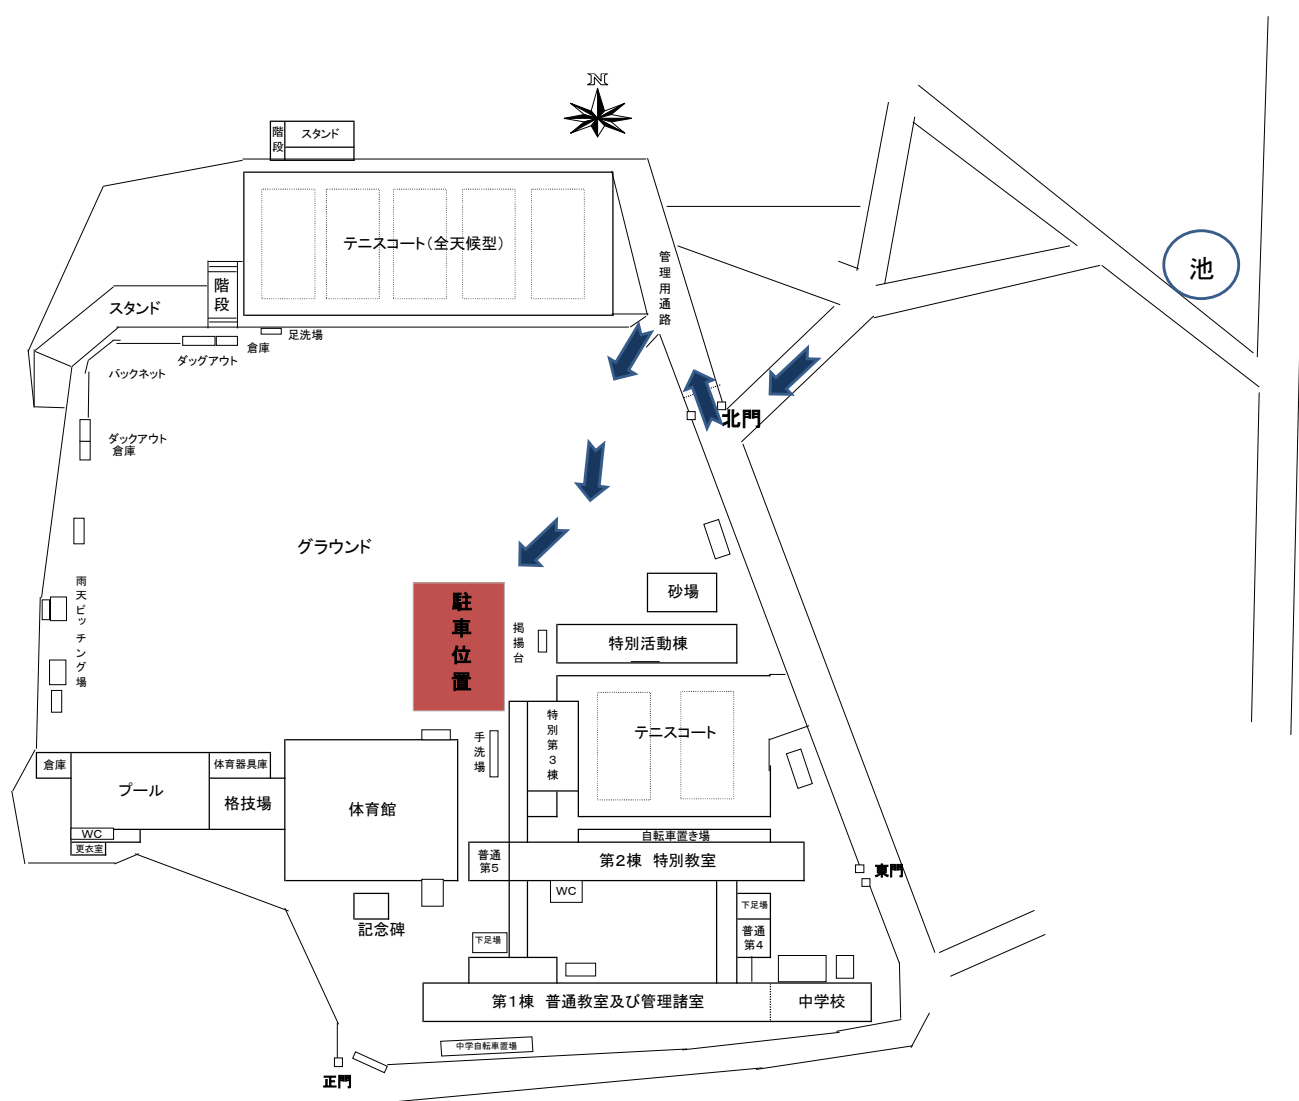 N
階段
スタンド
テニスコート(全天候型)
管理用通路
池
階段
スタンド
足洗場
倉庫
ダッグアウト
バックネット
北門
ダックアウト
倉庫
グラウンド
雨天ピッチング場
駐車位置
砂場
掲揚台
特別活動棟
特別第3棟
テニスコート
手洗場
倉庫
プール
体育器具庫
格技場
体育館
WC
更衣室
自転車置き場
普通
第5
第2棟 特別教室
東門
WC
記念碑
下足場
下足場
普通
第4
第1棟 普通教室及び管理諸室
中学校
中学自転車置場
正門